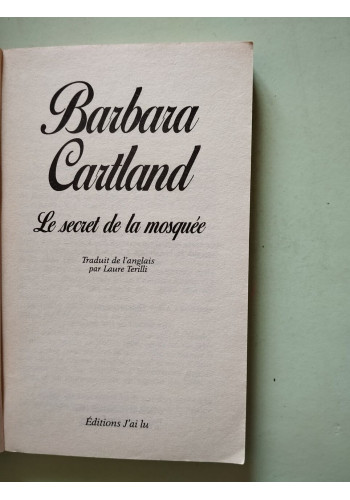 Barbara
Cartland
Le secret de la mosquée
Traduit de l'anglais
par Laure Terilli
Éditions J'ai lu